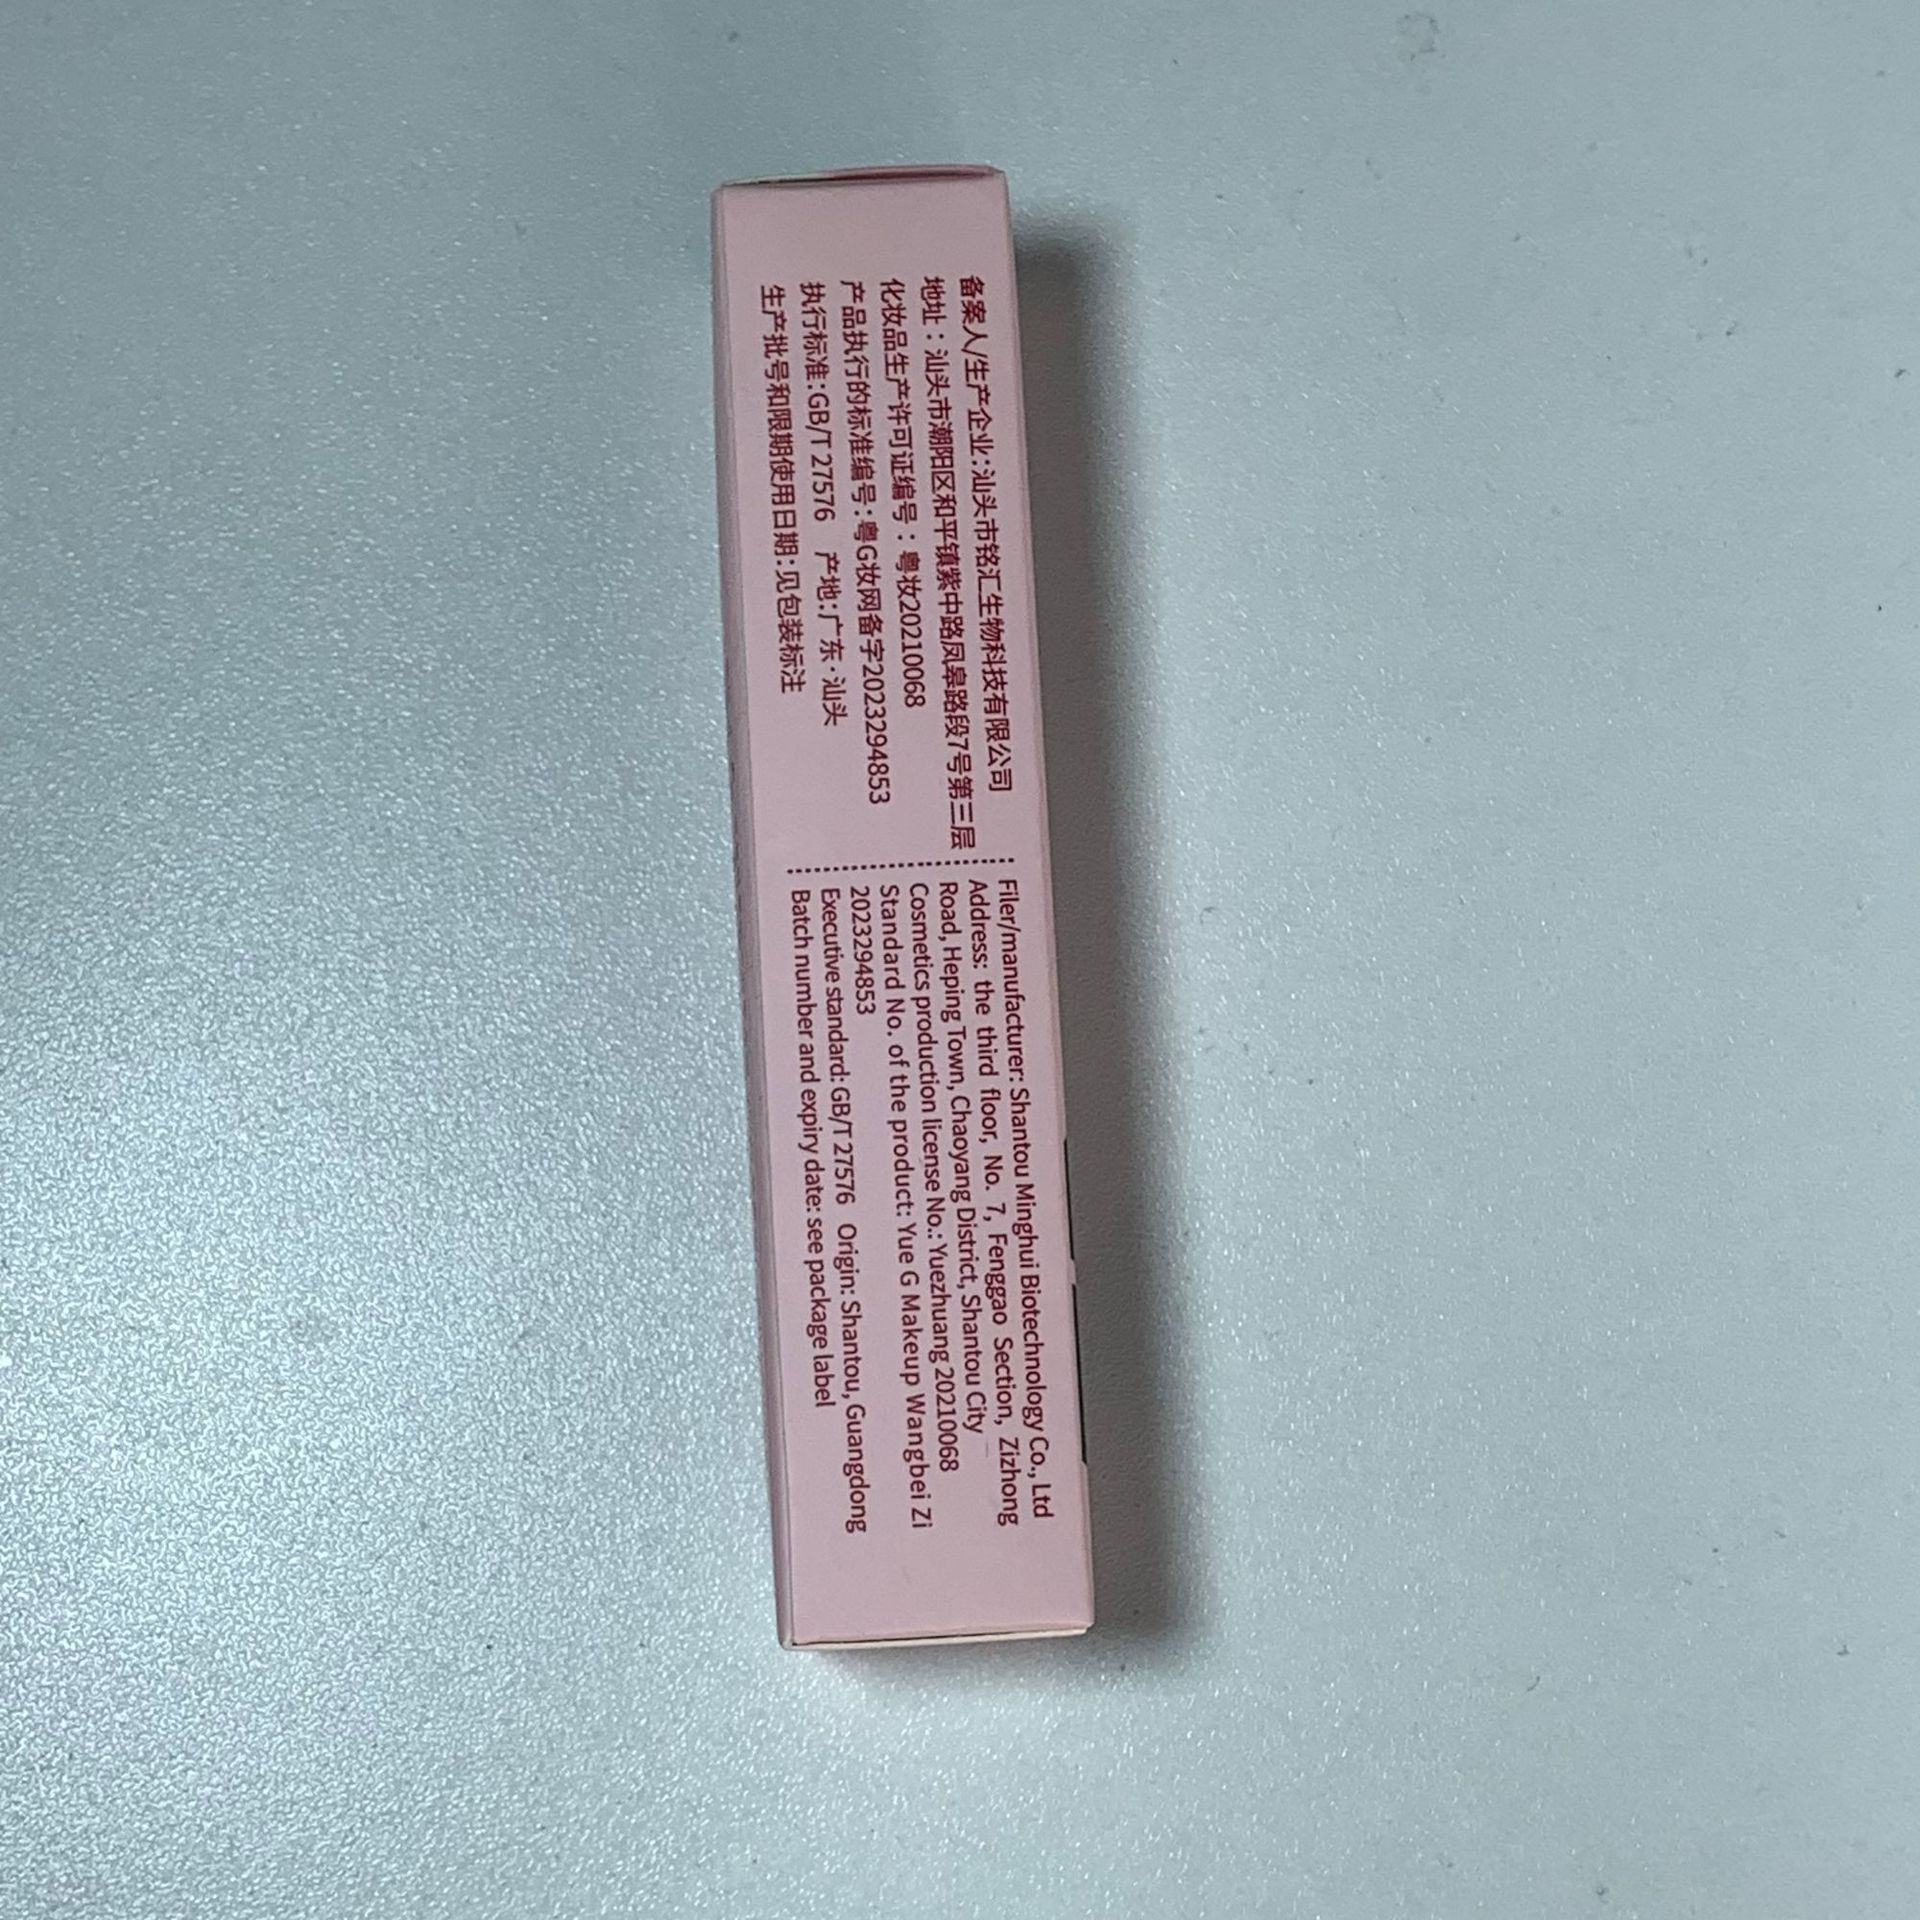 备案人/生产企业:汕头市铭汇生物科技有限公司
地址：汕头市潮阳区和平镇紫中路凤皋路段7号第三层
化妆品生产许可证编号：粤妆20210068
产品执行的标准编号:粤G妆网备字2023294853
执行标准:GB/T 27576 产地:广东·汕头
生产批号和限期使用日期:见包装标注
Filer/manufacturer: Shantou Minghui Biotechnology Co., Ltd
Address: the third floor, No. 7, Fenggao Section, Zizhong
Road, Heping Town, Chaoyang District, Shantou City
Cosmetics production license No.: Yuezhuang 20210068
Standard No. of the product: Yue G Makeup Wangbei Zi
2023294853
Executive standard: GB/T 27576 Origin: Shantou, Guangdong
Batch number and expiry date: see package label